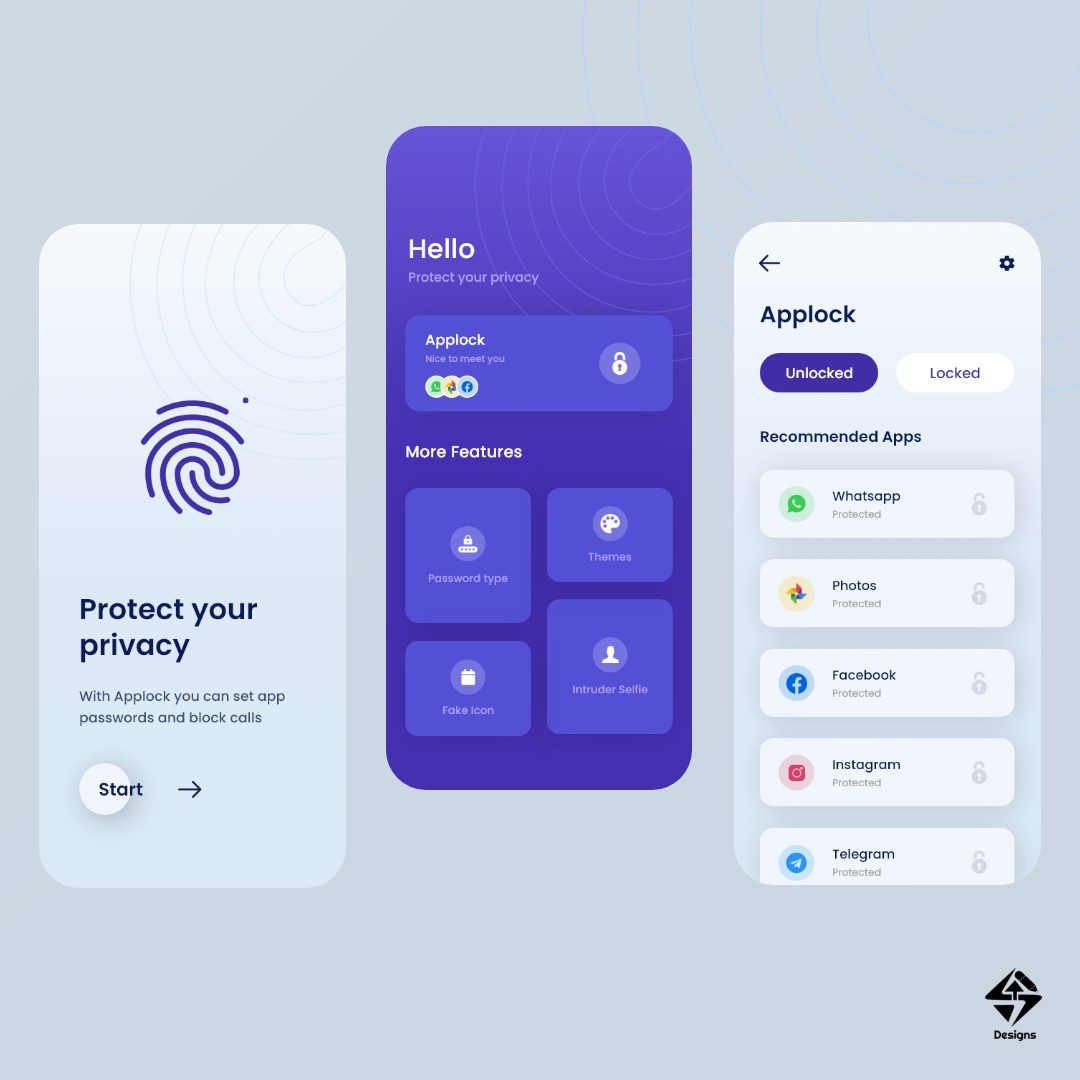 Protect your
privacy
With Applock you can set app
passwords and block calls
Start
Hello
Protect your privacy
Applock
Nice to meet you
More Features
Password type
Themes
Fake icon
Intruder Selfie
Applock
Unlocked
Locked
Recommended Apps
Whatsapp
Protected
Photos
Protected
Facebook
Protected
Instagram
Protected
Telegram
Protected
Designs